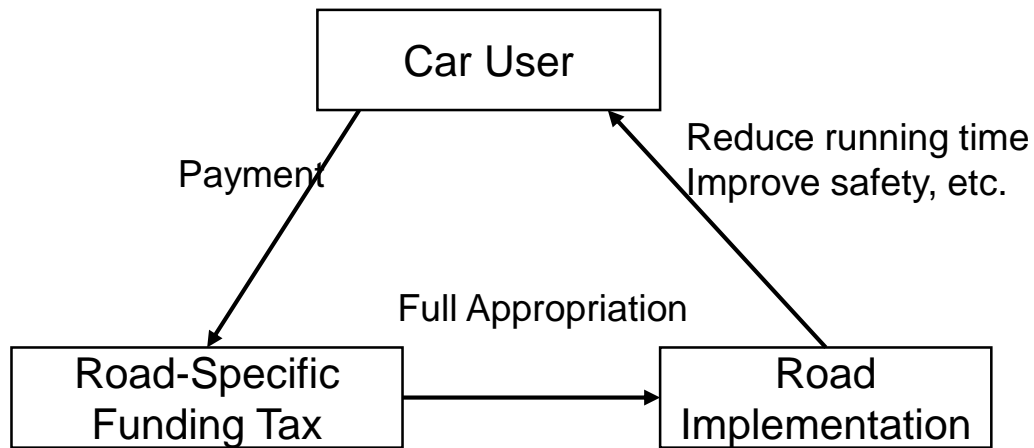 Car User
Payment
Reduce running time
Improve safety, etc.
Full Appropriation
Road-Specific
Funding Tax
Road
Implementation